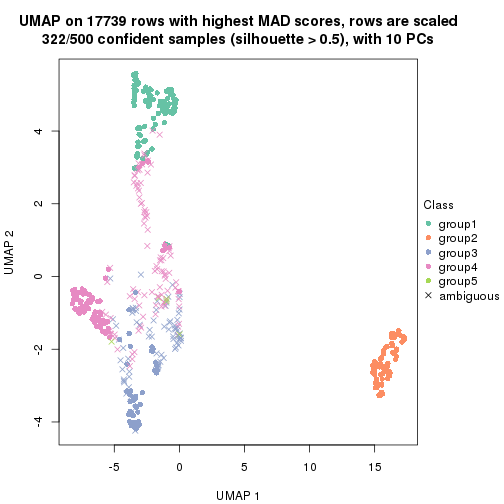 UMAP on 17739 rows with highest MAD scores, rows are scaled
322/500 confident samples (silhouette > 0.5), with 10 PCs
4
2
0
-2
-4
UMAP 2
-5
0
5
10
15
UMAP 1
Class
group1
group2
group3
group4
group5
ambiguous